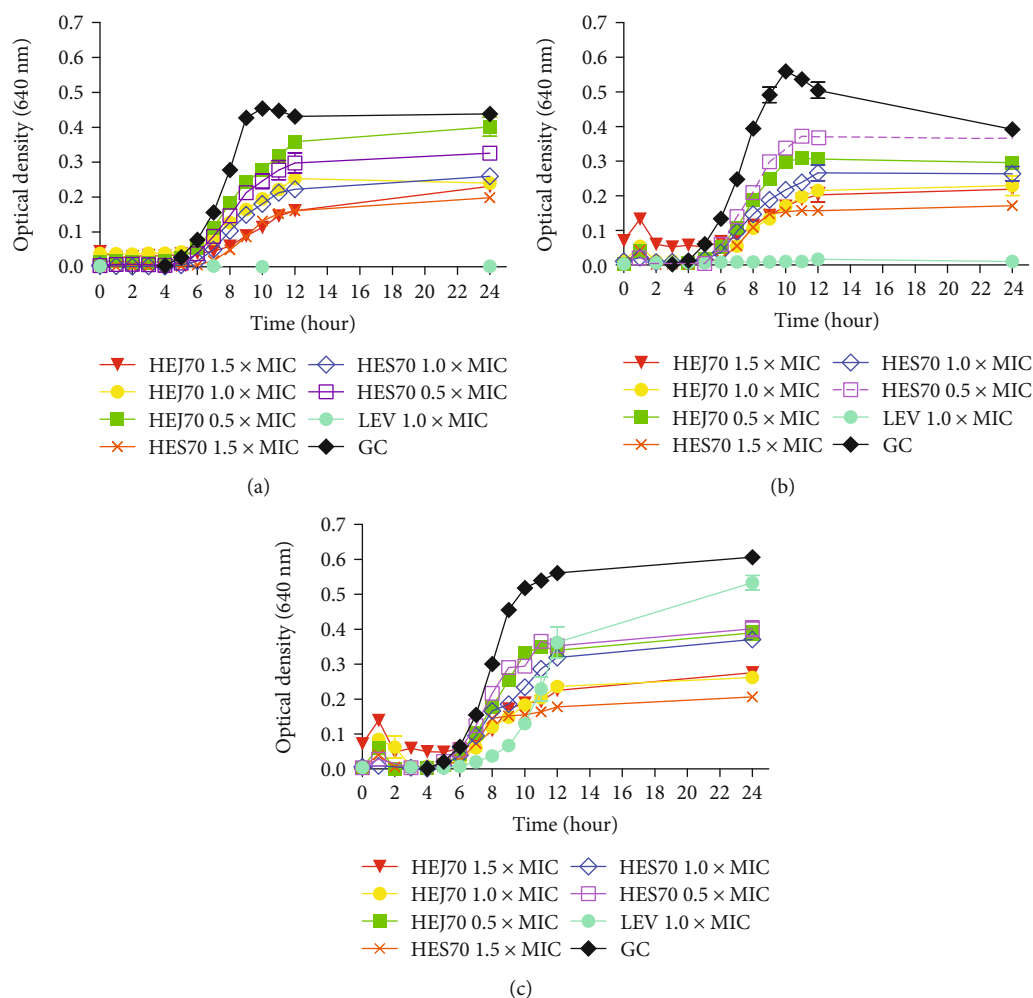 0.7
0.6
0.5
0.4
0.3
0.2
0.1
0.0
Optical density (640 nm)
0 2 4 6 8 10 12 14 16 18 20 22 24
Time (hour)
HEJ70 1.5 × MIC HES70 1.0 × MIC
HEJ70 1.0 × MIC HES70 0.5 × MIC
HEJ70 0.5 × MIC LEV 1.0 × MIC
HES70 1.5 × MIC GC
(a)
0.7
0.6
0.5
0.4
0.3
0.2
0.1
0.0
Optical density (640 nm)
0 2 4 6 8 10 12 14 16 18 20 22 24
Time (hour)
HEJ70 1.5 × MIC HES70 1.0 × MIC
HEJ70 1.0 × MIC HES70 0.5 × MIC
HEJ70 0.5 × MIC LEV 1.0 × MIC
HES70 1.5 × MIC GC
(b)
0.7
0.6
0.5
0.4
0.3
0.2
0.1
0.0
Optical density (640 nm)
0 2 4 6 8 10 12 14 16 18 20 22 24
Time (hour)
HEJ70 1.5 × MIC HES70 1.0 × MIC
HEJ70 1.0 × MIC HES70 0.5 × MIC
HEJ70 0.5 × MIC LEV 1.0 × MIC
HES70 1.5 × MIC GC
(c)